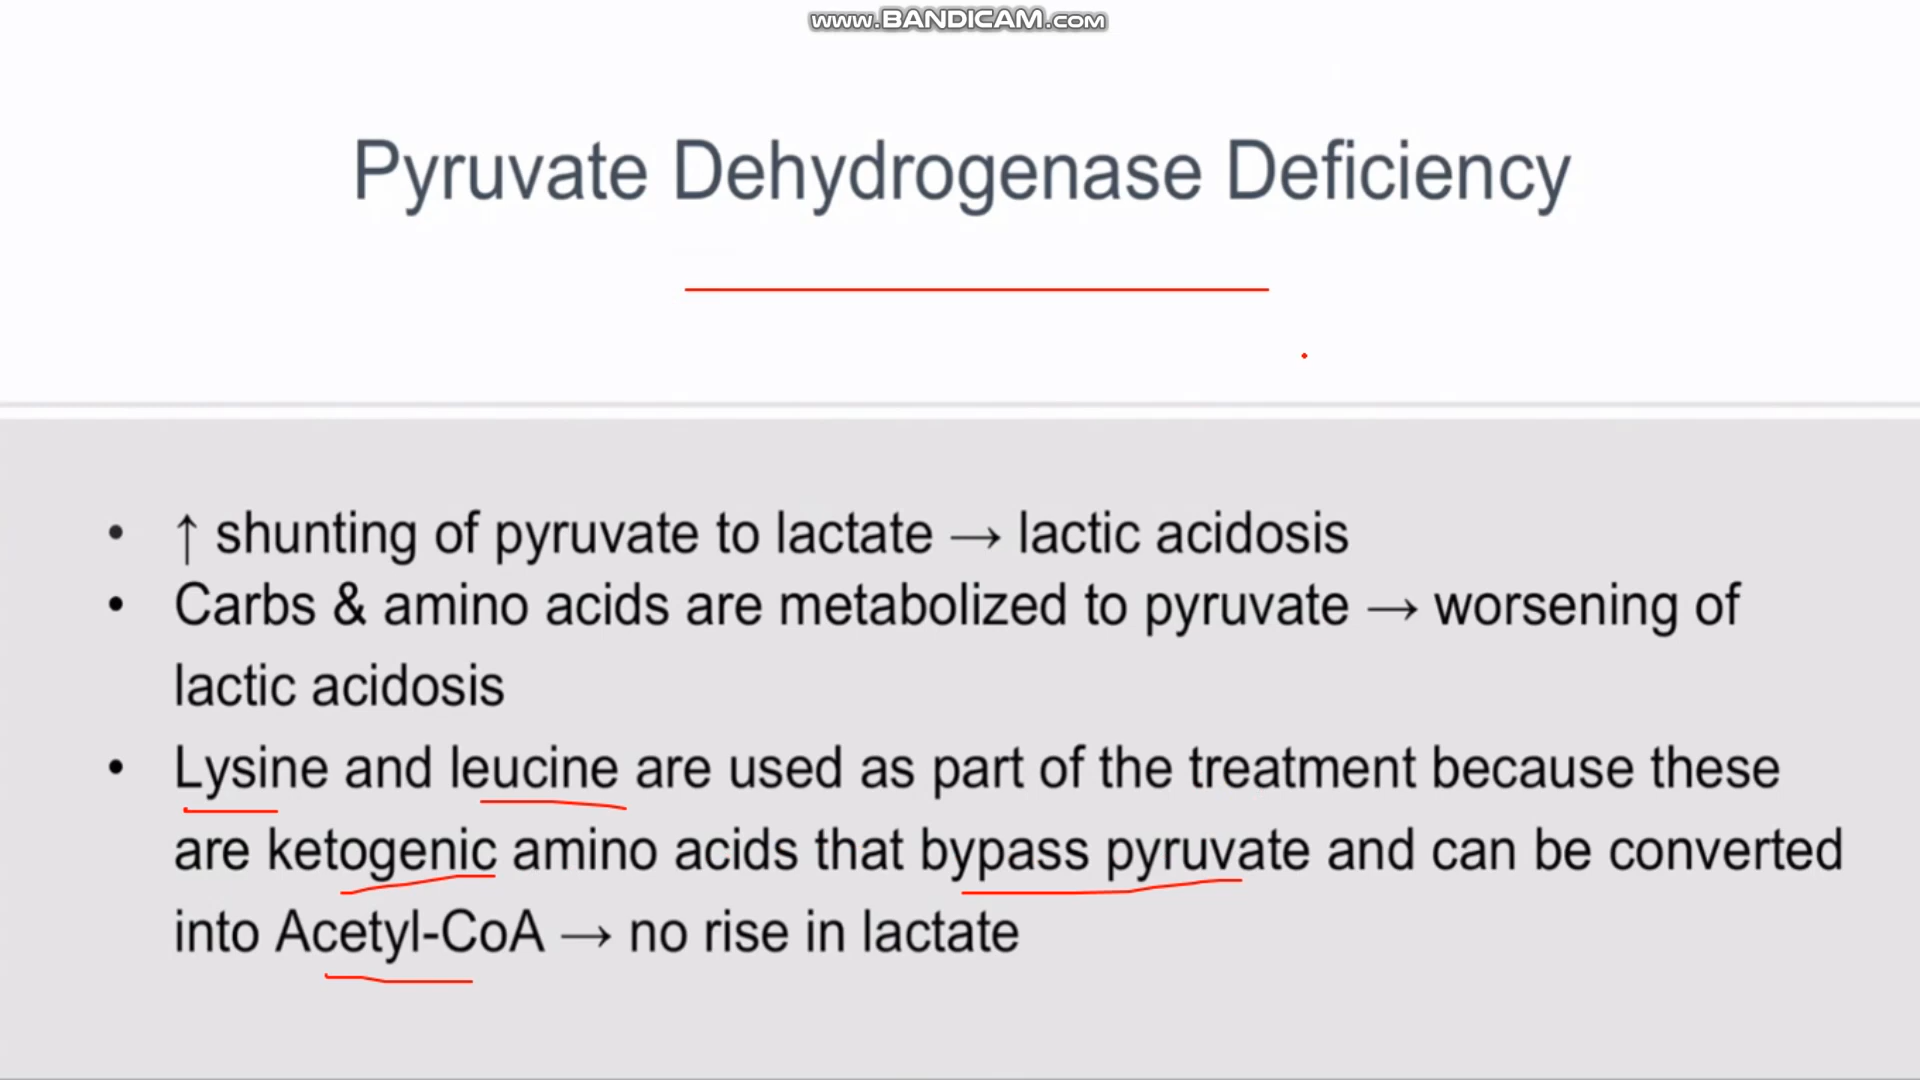 www.BANDICAM.com
Pyruvate Dehydrogenase Deficiency
• ↑ shunting of pyruvate to lactate → lactic acidosis
• Carbs & amino acids are metabolized to pyruvate → worsening of
lactic acidosis
• Lysine and leucine are used as part of the treatment because these
are ketogenic amino acids that bypass pyruvate and can be converted
into Acetyl-CoA → no rise in lactate